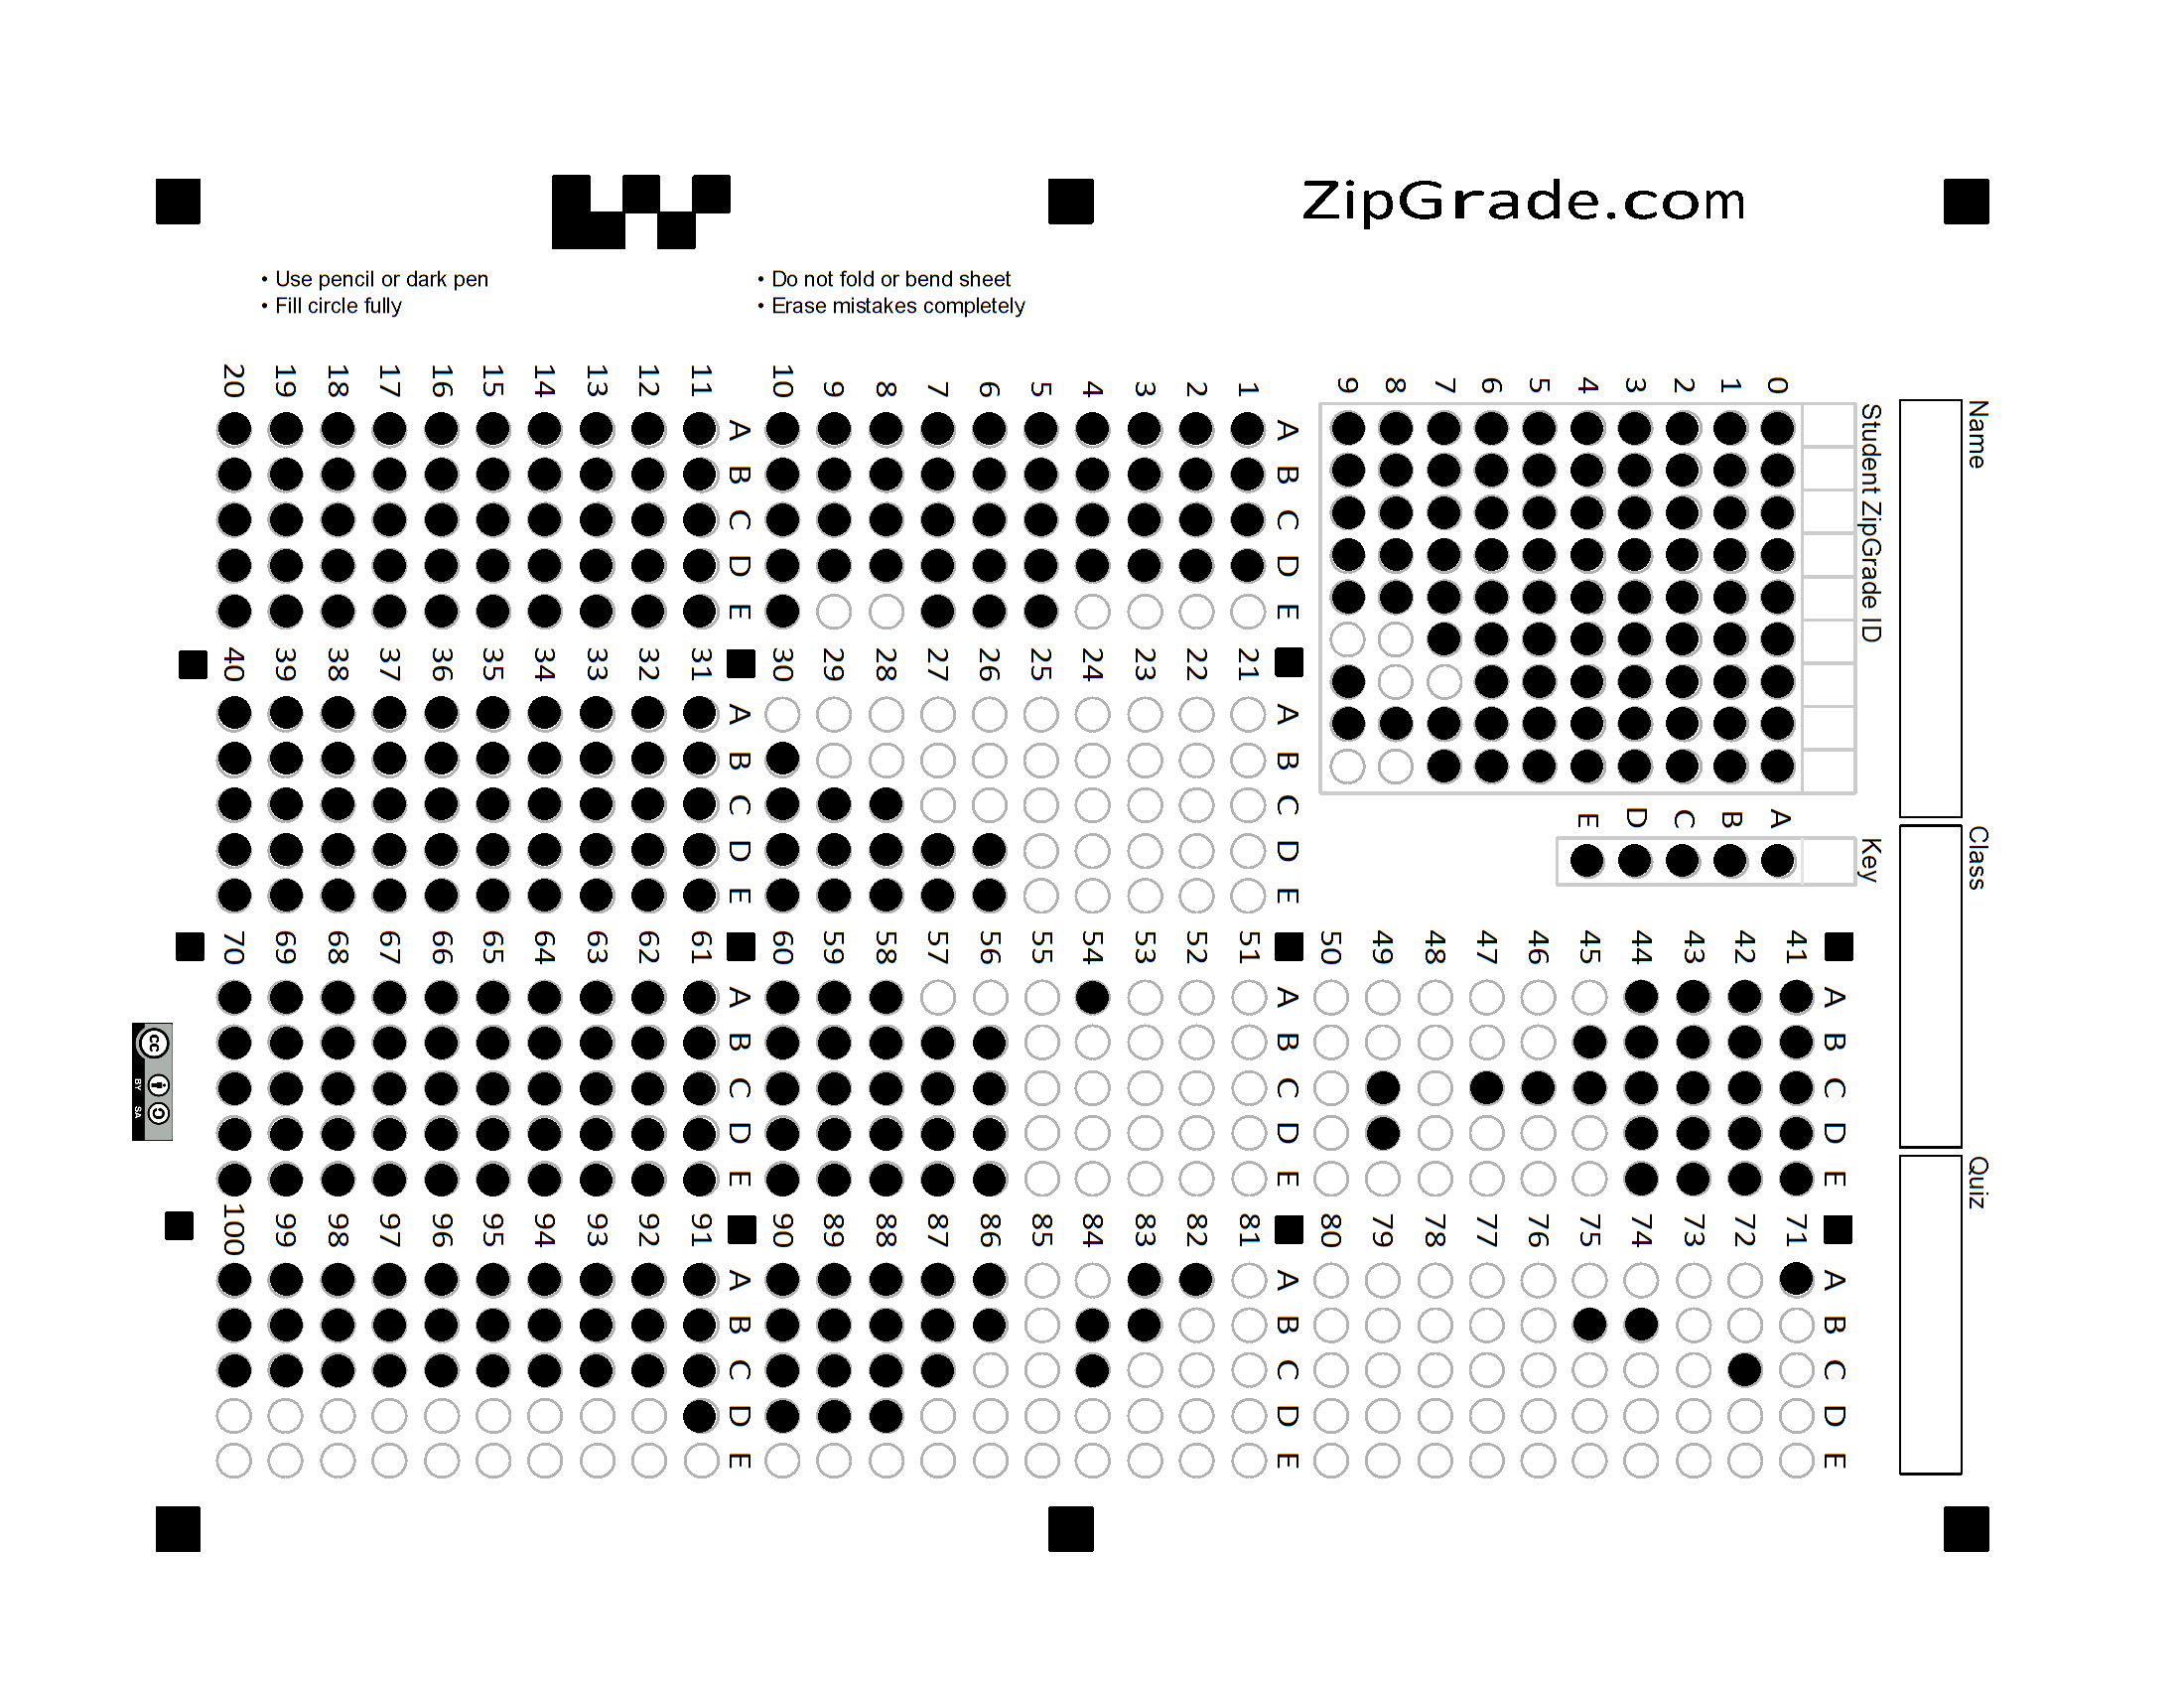 ZipGrade.com
• Use pencil or dark pen
• Fill circle fully
• Do not fold or bend sheet
• Erase mistakes completely
Name
Class
Quiz
Student ZipGrade ID
0 1 2 3 4 5 6 7 8 9
Key
A B C D E
A B C D E
1 2 3 4 5 6 7 8 9 10
A B C D E
11 12 13 14 15 16 17 18 19 20
A B C D E
21 22 23 24 25 26 27 28 29 30
A B C D E
31 32 33 34 35 36 37 38 39 40
A B C D E
41 42 43 44 45 46 47 48 49 50
A B C D E
51 52 53 54 55 56 57 58 59 60
A B C D E
61 62 63 64 65 66 67 68 69 70
A B C D E
71 72 73 74 75 76 77 78 79 80
A B C D E
81 82 83 84 85 86 87 88 89 90
A B C D E
91 92 93 94 95 96 97 98 99 100
A B C D E
cc
BY SA